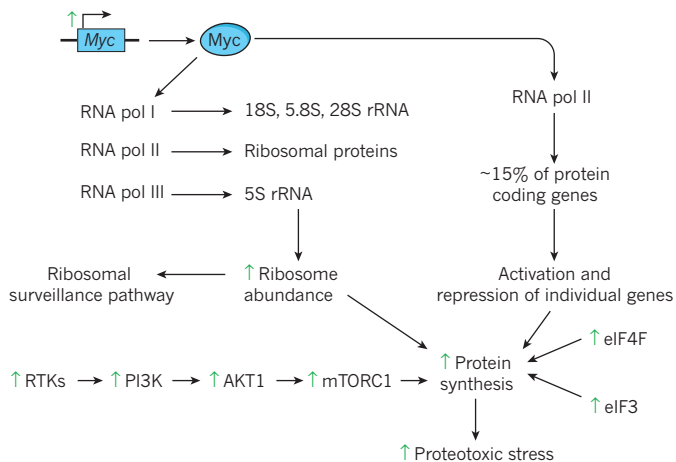 ↑
Myc
Myc
RNA pol I
18S, 5.8S, 28S rRNA
RNA pol II
RNA pol II
Ribosomal proteins
~15% of protein
coding genes
RNA pol III
5S rRNA
Ribosomal
surveillance pathway
↑ Ribosome
abundance
Activation and
repression of individual genes
↑ eIF4F
↑ Protein
synthesis
↑ RTKs
↑ PI3K
↑ AKT1
↑ mTORC1
↑ eIF3
↑ Proteotoxic stress